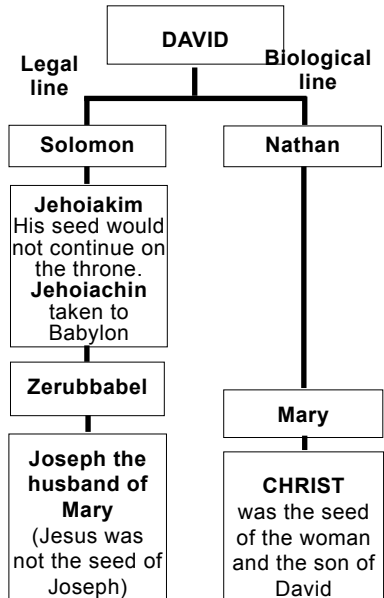 DAVID
Legal
line
Biological
line
Solomon
Nathan
Jehoiakim
His seed would
not continue on
the throne.
Jehoiachin
taken to
Babylon
Zerubbabel
Mary
Joseph the
husband of
Mary
(Jesus was
not the seed of
Joseph)
CHRIST
was the seed
of the woman
and the son of
David